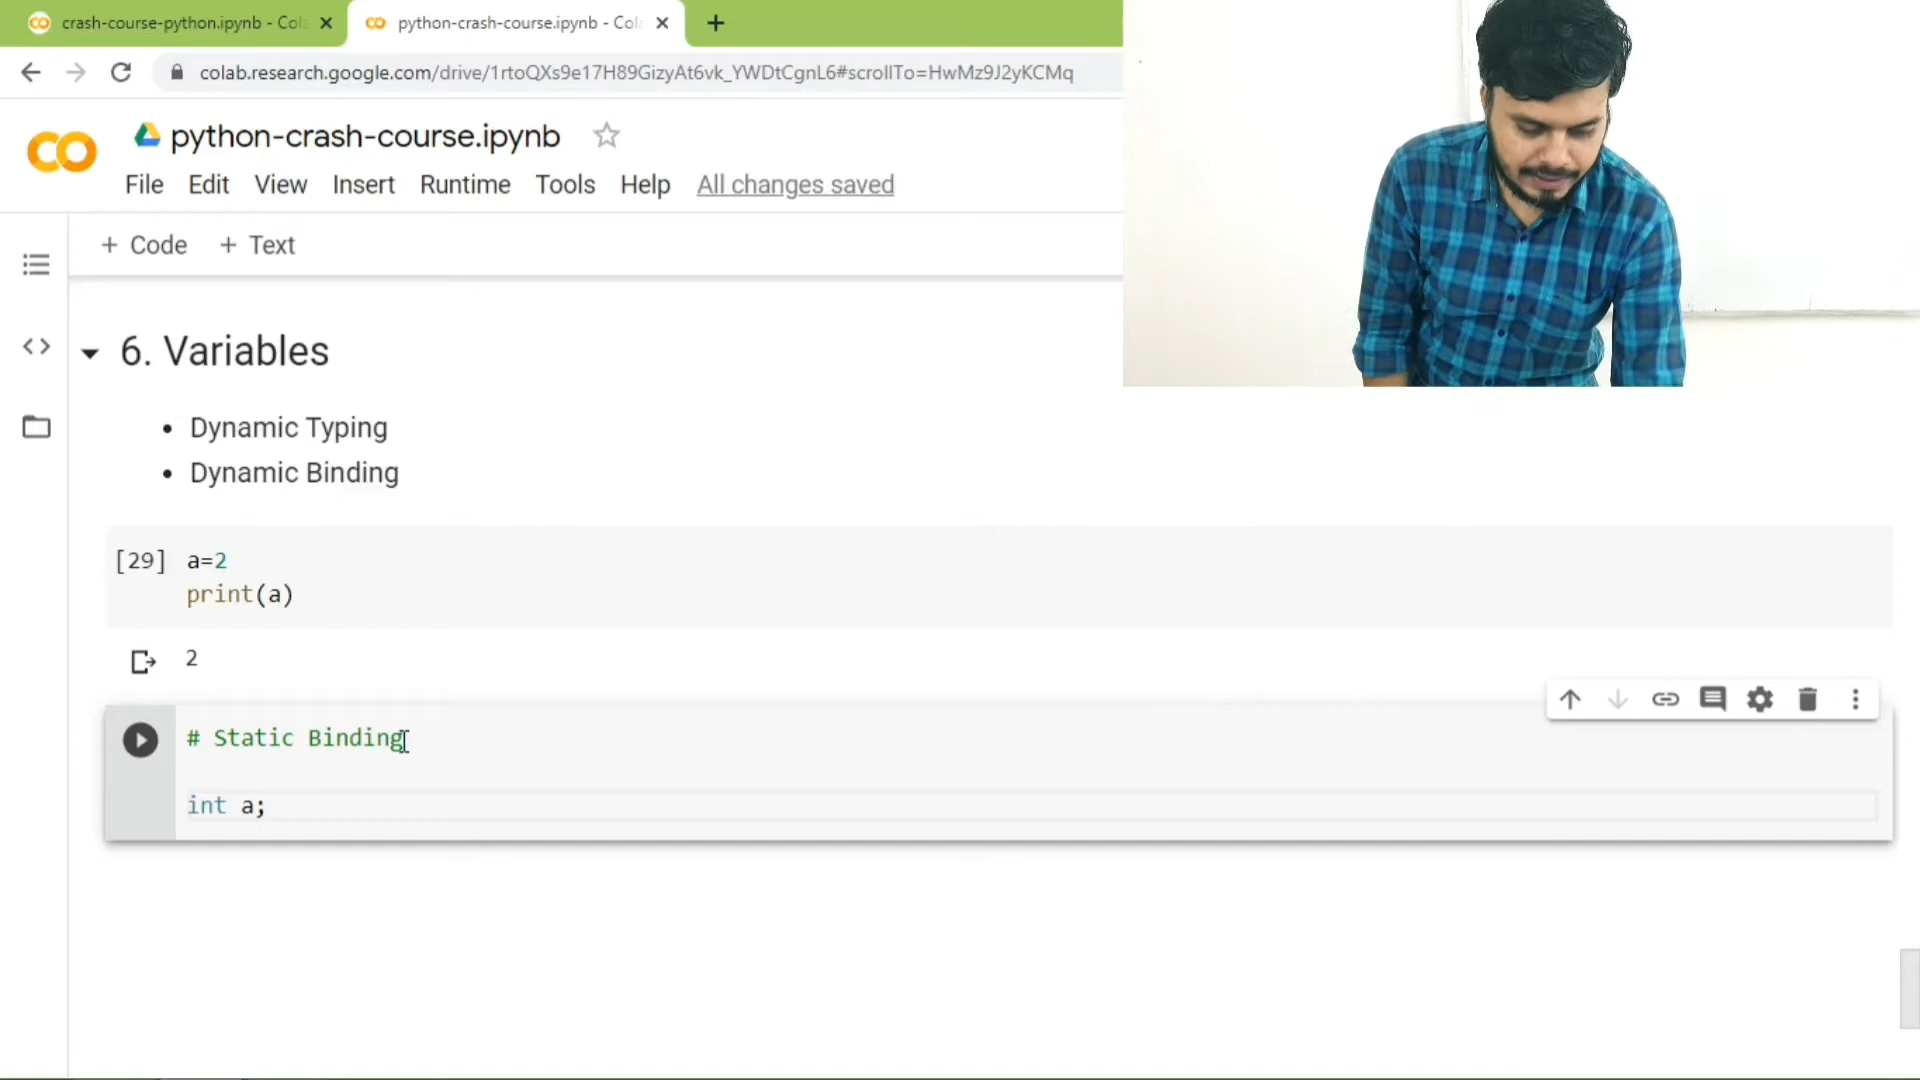 crash-course-python.ipynb - Col
python-crash-course.ipynb - Col
colab.research.google.com/drive/1rtoQXs9e17H89GizyAt6vk_YWDtCgnL6#scrollTo=HwMz9J2yKCMq
CO python-crash-course.ipynb
File Edit View Insert Runtime Tools Help All changes saved
+ Code + Text
6. Variables
• Dynamic Typing
• Dynamic Binding
[29] a=2
print(a)
2
# Static Binding
int a;